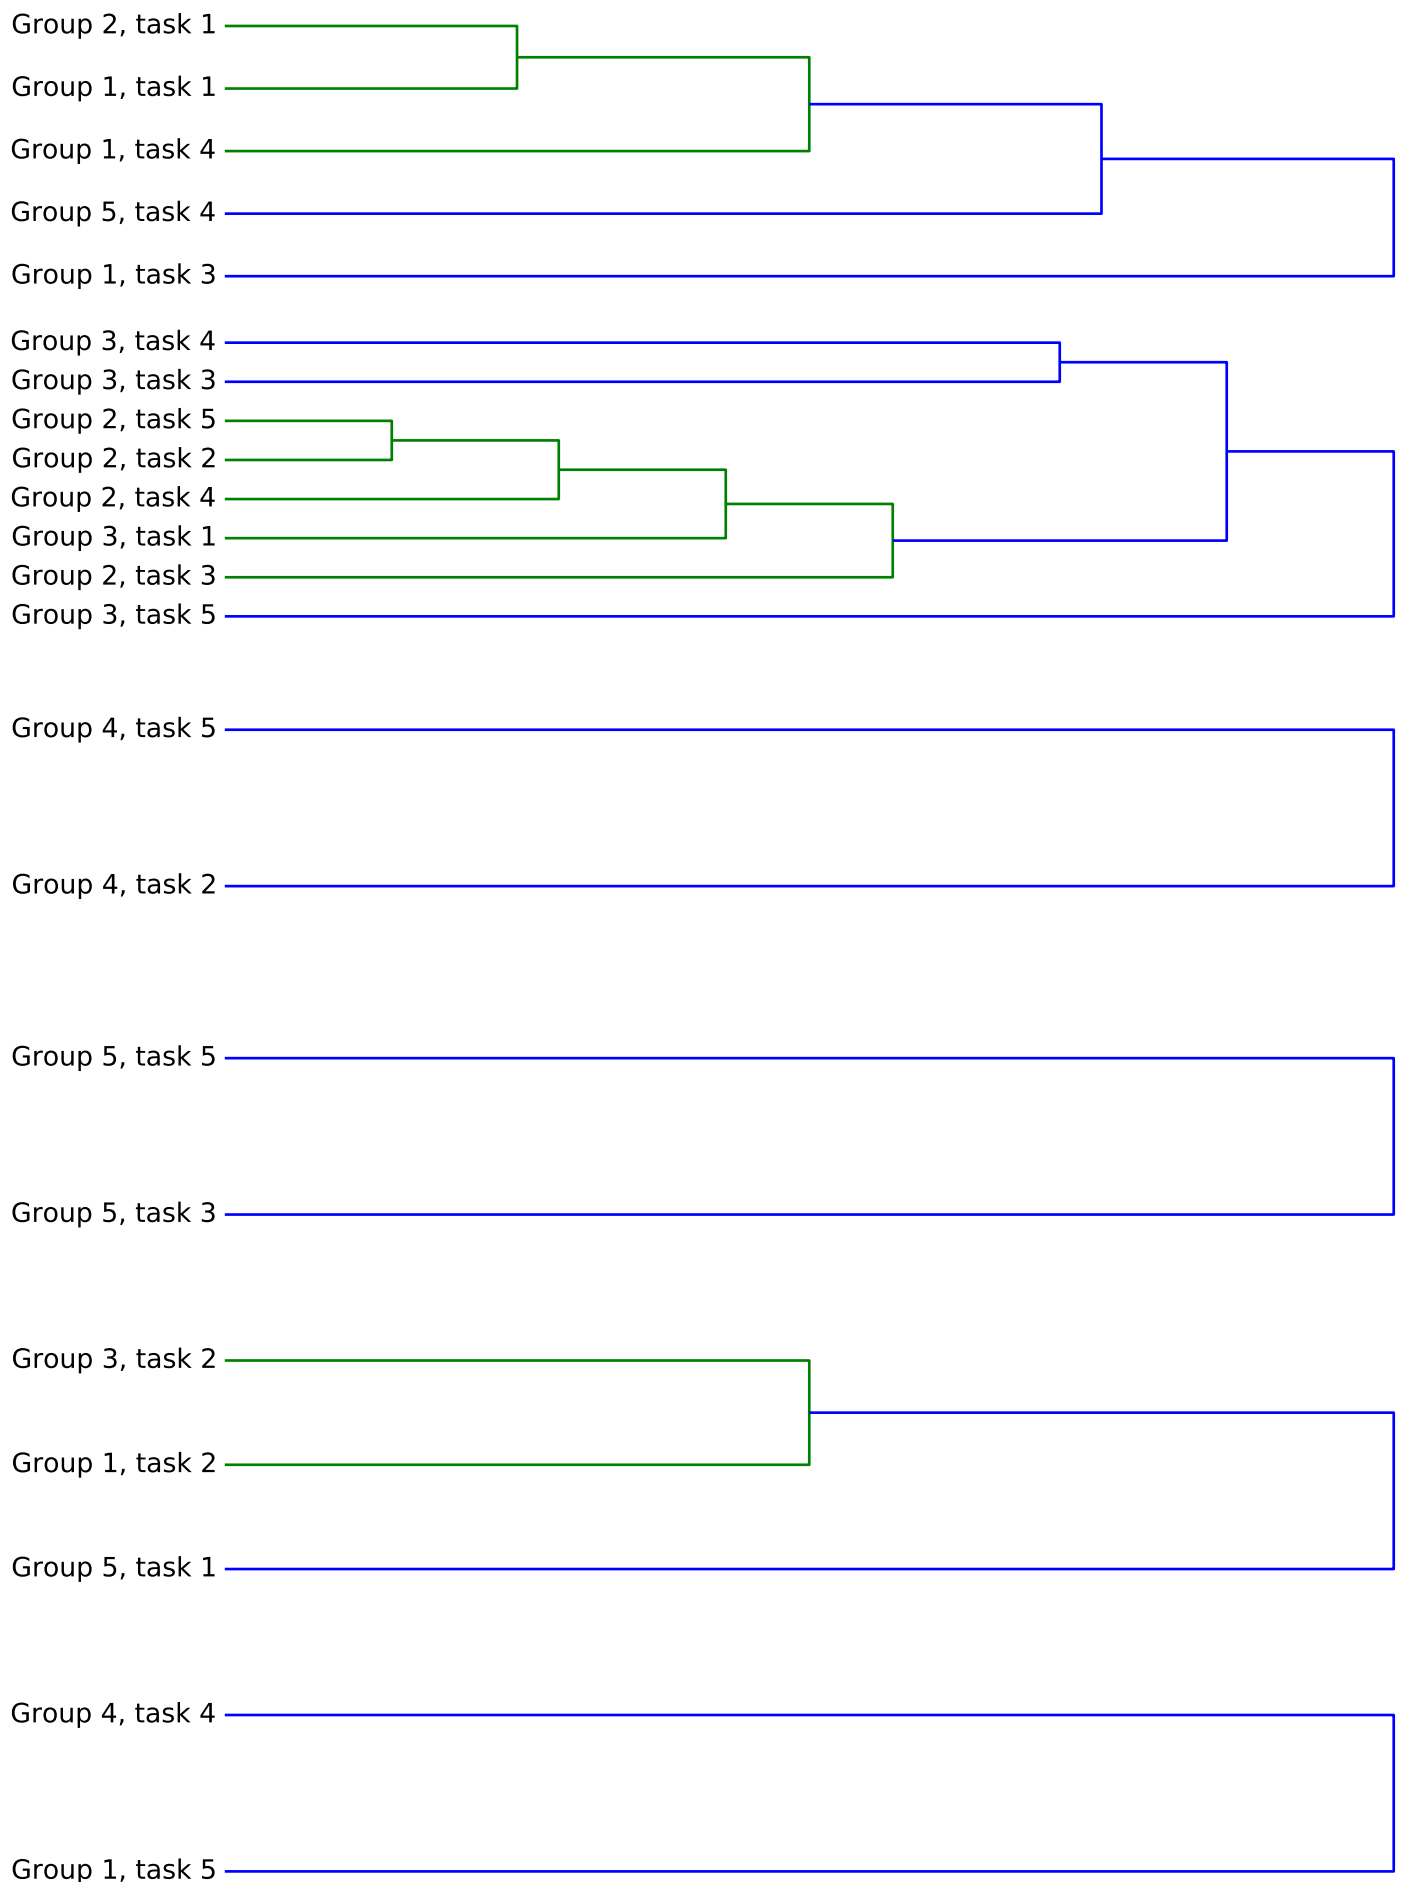 Group 2, task 1
Group 1, task 1
Group 1, task 4
Group 5, task 4
Group 1, task 3
Group 3, task 4
Group 3, task 3
Group 2, task 5
Group 2, task 2
Group 2, task 4
Group 3, task 1
Group 2, task 3
Group 3, task 5
Group 4, task 5
Group 4, task 2
Group 5, task 5
Group 5, task 3
Group 3, task 2
Group 1, task 2
Group 5, task 1
Group 4, task 4
Group 1, task 5